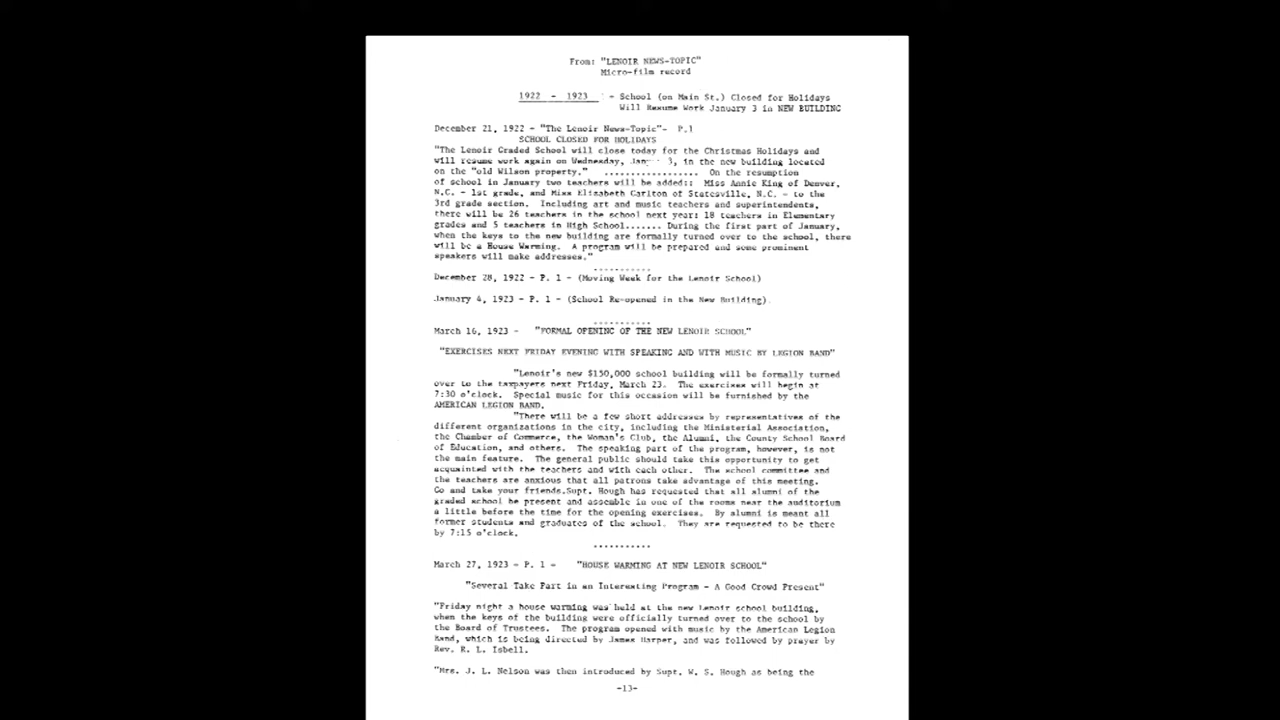 From: "LENOIR NEWS-TOPIC"
Micro-film record
1922 - 1923 - School (on Main St.) Closed for Holidays
Will Resume Work January 3 in NEW BUILDING
December 21, 1922 - "The Lenoir News-Topic"- P.1
SCHOOL CLOSED FOR HOLIDAYS
"The Lenoir Graded School will close today for the Christmas Holidays and
will resume work again on Wednesday, 3, in the new building located
on the "old Wilson property." .................. On the resumption
of school in January two teachers will be added:: Miss Annie King of Denver,
N.C. - 1st grade, and Miss Elizabeth Carlton of Statesville, N.C. - to the
3rd grade section. Including art and music teachers and superintendents,
there will be 26 teachers in the school next year: 18 teachers in Elementary
grades and 5 teachers in High School....... During the first part of January,
when the keys to the new building are formally turned over to the school, there
will be a House Warming. A program will be prepared and some prominent
speakers will make addresses."
...........
December 28, 1922 - P. 1 - (Moving Week for the Lenoir School)
January 4, 1923 - P. 1 - (School Re-opened in the New Building).
...........
March 16, 1923 - "FORMAL OPENING OF THE NEW LENOIR SCHOOL"
"EXERCISES NEXT FRIDAY EVENING WITH SPEAKING AND WITH MUSIC BY LEGION BAND"
"Lenoir's new $150,000 school building will be formally turned
over to the taxpayers next Friday, March 23. The exercises will begin at
7:30 o'clock. Special music for this occasion will be furnished by the
AMERICAN LEGION BAND.
"There will be a few short addresses by representatives of the
different organizations in the city, including the Ministerial Association,
the Chamber of Commerce, the Woman's Club, the Alumni, the County School Board
of Education, and others. The speaking part of the program, however, is not
the main feature. The general public should take this opportunity to get
acquainted with the teachers and with each other. The school committee and
the teachers are anxious that all patrons take advantage of this meeting.
Go and take your friends.Supt. Hough has requested that all alumni of the
graded school be present and assemble in one of the rooms near the auditorium
a little before the time for the opening exercises. By alumni is meant all
former students and graduates of the school. They are requested to be there
by 7:15 o'clock.
...........
March 27, 1923 - P. 1 - "HOUSE WARMING AT NEW LENOIR SCHOOL"
"Several Take Part in an Interesting Program - A Good Crowd Present"
"Friday night a house warming was held at the new Lenoir school building,
when the keys of the building were officially turned over to the school by
the Board of Trustees. The program opened with music by the American Legion
Band, which is being directed by James Harper, and was followed by prayer by
Rev. R. L. Isbell.
"Mrs. J. L. Nelson was then introduced by Supt. W. S. Hough as being the
-13-